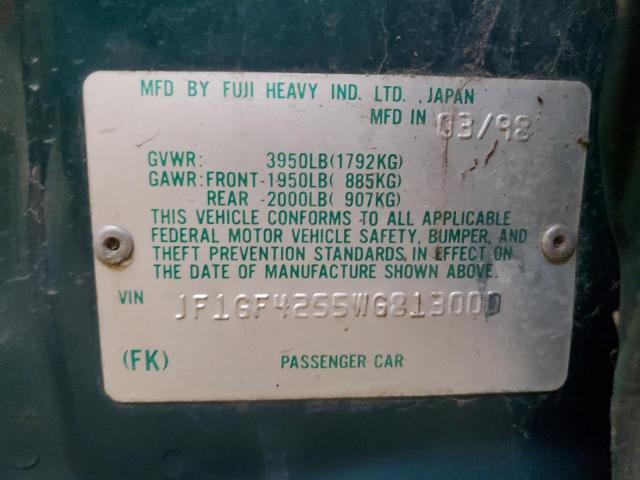 MFD BY FUJI HEAVY IND. LTD. , JAPAN
MFD IN 03/98
GVWR: 3950LB(1792KG)
GAWR:FRONT-1950LB( 885KG)
REAR -2000LB( 907KG)
THIS VEHICLE CONFORMS TO ALL APPLICABLE
FEDERAL MOTOR VEHICLE SAFETY, BUMPER, AND
THEFT PREVENTION STANDARDS IN EFFECT ON
THE DATE OF MANUFACTURE SHOWN ABOVE.
VIN JF1GF4255WG813000
(FK) PASSENGER CAR